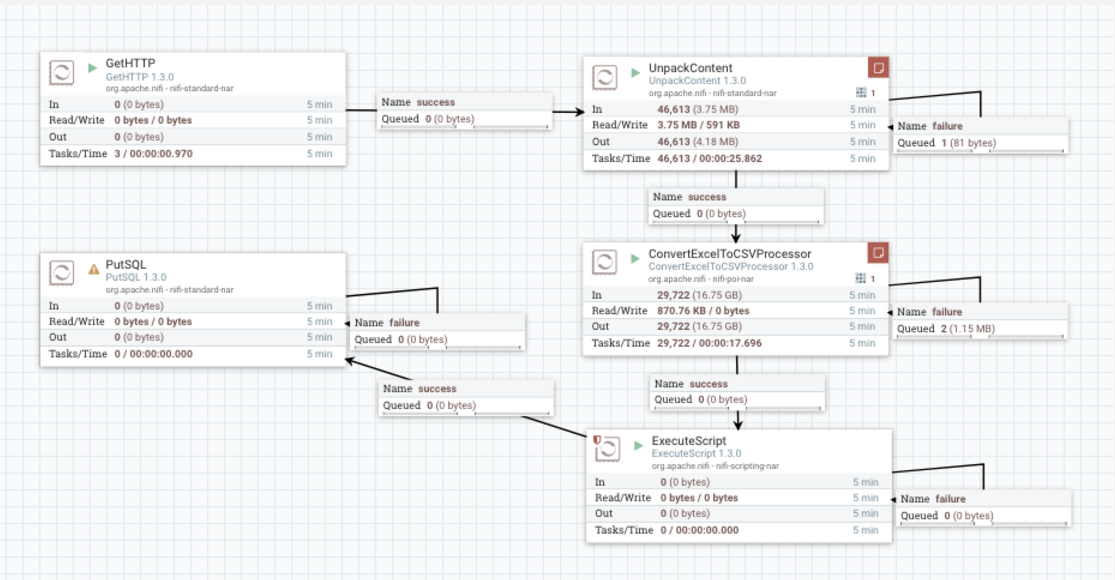 GetHTTP
GetHTTP 1.3.0
org.apache.nifi - nifi-standard-nar
In 0 (0 bytes) 5 min
Read/Write 0 bytes / 0 bytes 5 min
Out 0 (0 bytes) 5 min
Tasks/Time 3 / 00:00:00.970 5 min
Name success
Queued 0 (0 bytes)
UnpackContent
UnpackContent 1.3.0
org.apache.nifi - nifi-standard-nar
1
In 46,613 (3.75 MB) 5 min
Read/Write 3.75 MB / 591 KB 5 min
Out 46,613 (4.18 MB) 5 min
Tasks/Time 46,613 / 00:00:25.862 5 min
Name failure
Queued 1 (81 bytes)
Name success
Queued 0 (0 bytes)
PutSQL
PutSQL 1.3.0
org.apache.nifi - nifi-standard-nar
In 0 (0 bytes) 5 min
Read/Write 0 bytes / 0 bytes 5 min
Out 0 (0 bytes) 5 min
Tasks/Time 0 / 00:00:00.000 5 min
Name failure
Queued 0 (0 bytes)
ConvertExcelToCSVProcessor
ConvertExcelToCSVProcessor 1.3.0
org.apache.nifi - nifi-poi-nar
1
In 29,722 (16.75 GB) 5 min
Read/Write 870.76 KB / 0 bytes 5 min
Out 29,722 (16.75 GB) 5 min
Tasks/Time 29,722 / 00:00:17.696 5 min
Name failure
Queued 2 (1.15 MB)
Name success
Queued 0 (0 bytes)
Name success
Queued 0 (0 bytes)
ExecuteScript
ExecuteScript 1.3.0
org.apache.nifi - nifi-scripting-nar
In 0 (0 bytes) 5 min
Read/Write 0 bytes / 0 bytes 5 min
Out 0 (0 bytes) 5 min
Tasks/Time 0 / 00:00:00.000 5 min
Name failure
Queued 0 (0 bytes)